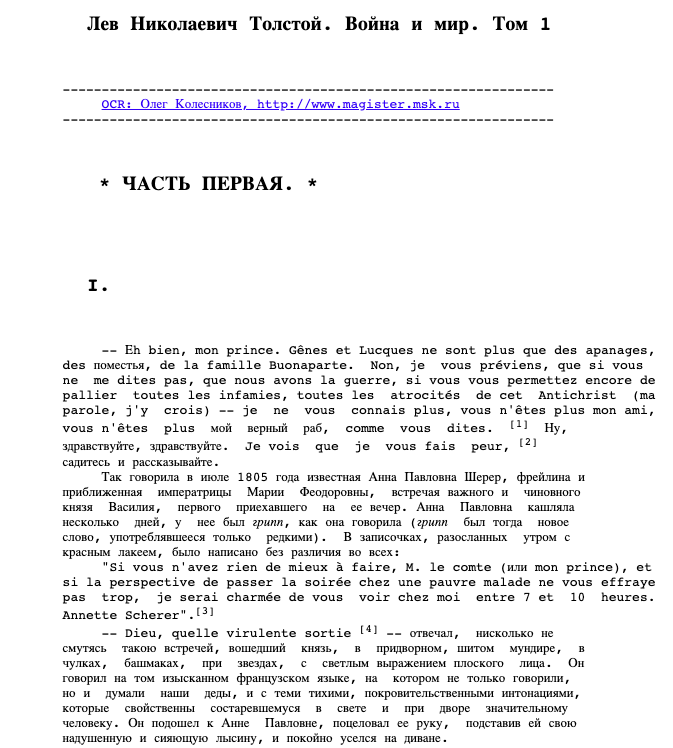 Лев Николаевич Толстой. Война и мир. Том 1
---------------------------------------------------------------
OCR: Олег Колесников, http://www.magister.msk.ru
---------------------------------------------------------------
* ЧАСТЬ ПЕРВАЯ. *
I.
-- Eh bien, mon prince. Gênes et Lucques ne sont plus que des apanages,
des поместья, de la famille Buonaparte. Non, je vous préviens, que si vous
ne me dites pas, que nous avons la guerre, si vous vous permettez encore de
pallier toutes les infamies, toutes les atrocités de cet Antichrist (ma
parole, j'y crois) -- je ne vous connais plus, vous n'êtes plus mon ami,
vous n'êtes plus мой верный раб, comme vous dites. [1] Ну,
здравствуйте, здравствуйте. Je vois que je vous fais peur, [2]
садитесь и рассказывайте.
Так говорила в июле 1805 года известная Анна Павловна Шерер, фрейлина и
приближенная императрицы Марии Феодоровны, встречая важного и чиновного
князя Василия, первого приехавшего на ее вечер. Анна Павловна кашляла
несколько дней, у нее был грипп, как она говорила (грипп был тогда новое
слово, употреблявшееся только редкими). В записочках, разосланных утром с
красным лакеем, было написано без различия во всех:
"Si vous n'avez rien de mieux à faire, M. le comte (или mon prince), et
si la perspective de passer la soirée chez une pauvre malade ne vous effraye
pas trop, je serai charmée de vous voir chez moi entre 7 et 10 heures.
Annette Scherer".[3]
-- Dieu, quelle virulente sortie [4] -- отвечал, нисколько не
смутясь такою встречей, вошедший князь, в придворном, шитом мундире, в
чулках, башмаках, при звездах, с светлым выражением плоского лица. Он
говорил на том изысканном французском языке, на котором не только говорили,
но и думали наши деды, и с теми тихими, покровительственными интонациями,
которые свойственны состаревшемуся в свете и при дворе значительному
человеку. Он подошел к Анне Павловне, поцеловал ее руку, подставив ей свою
надушенную и сияющую лысину, и покойно уселся на диване.